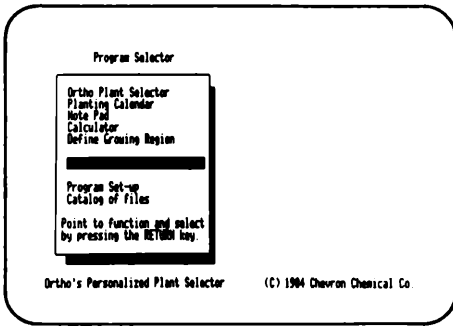 Program Selector
Ortho Plant Selector
Planting Calendar
Note Pad
Calculator
Define Growing Region
Program Set-up
Catalog of files
Point to function and select
by pressing the RETURN key.
Ortho's Personalized Plant Selector
(C) 1984 Chevron Chemical Co.